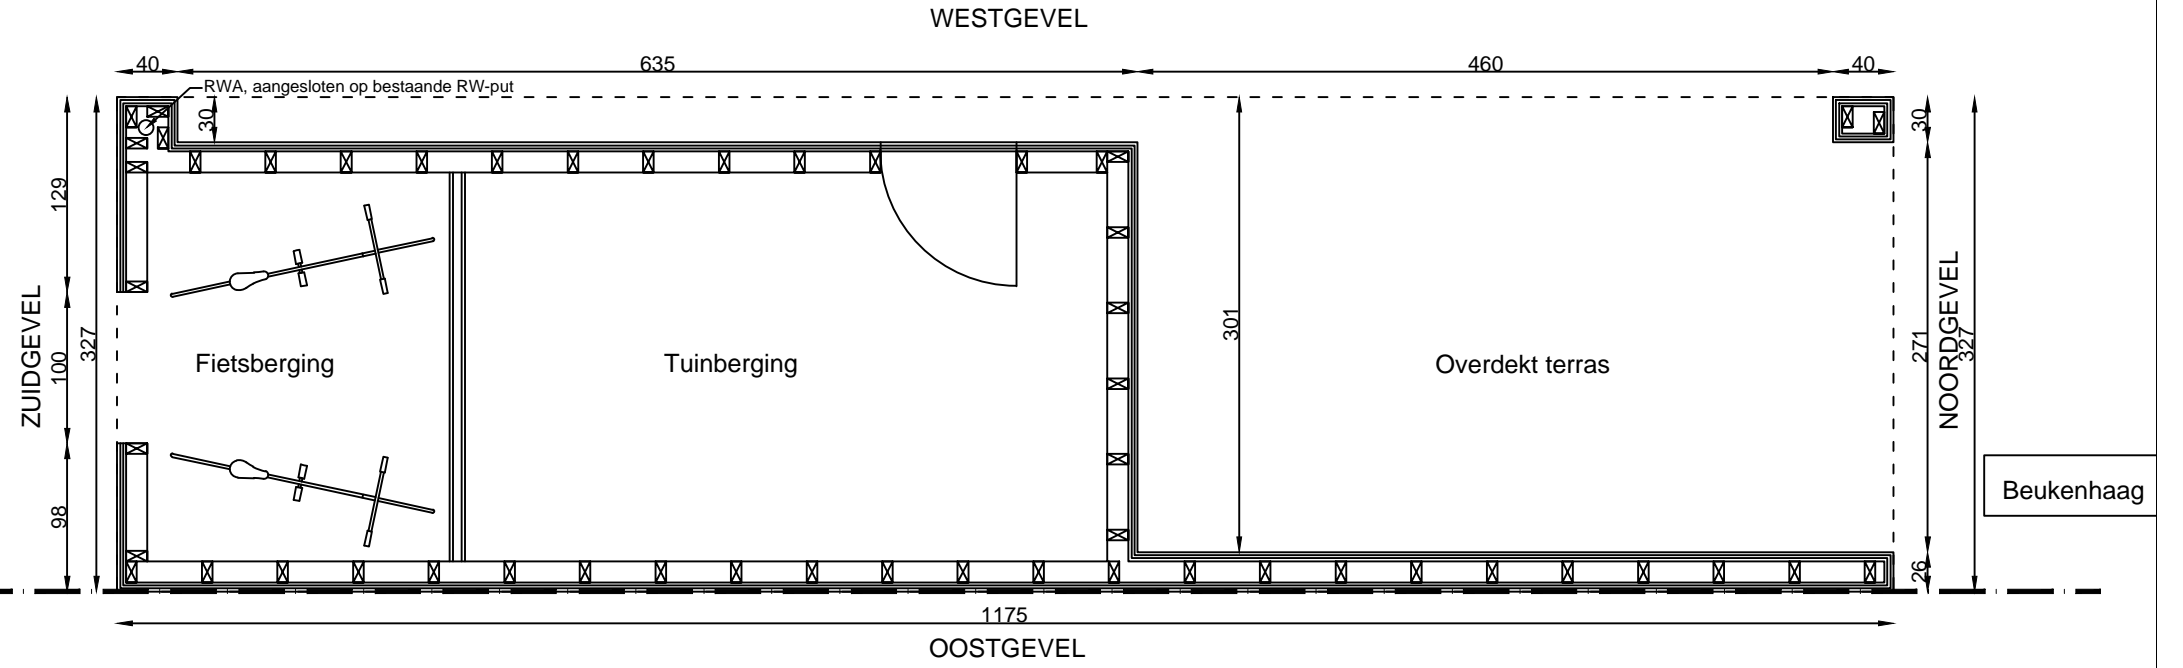 WESTGEVEL
40
635
460
40
RWA, aangesloten op bestaande RW-put
30
30
129
100
98
327
ZUIDGEVEL
301
271
NOORDGEVEL
327
26
Fietsberging
Tuinberging
Overdekt terras
Beukenhaag
1175
OOSTGEVEL